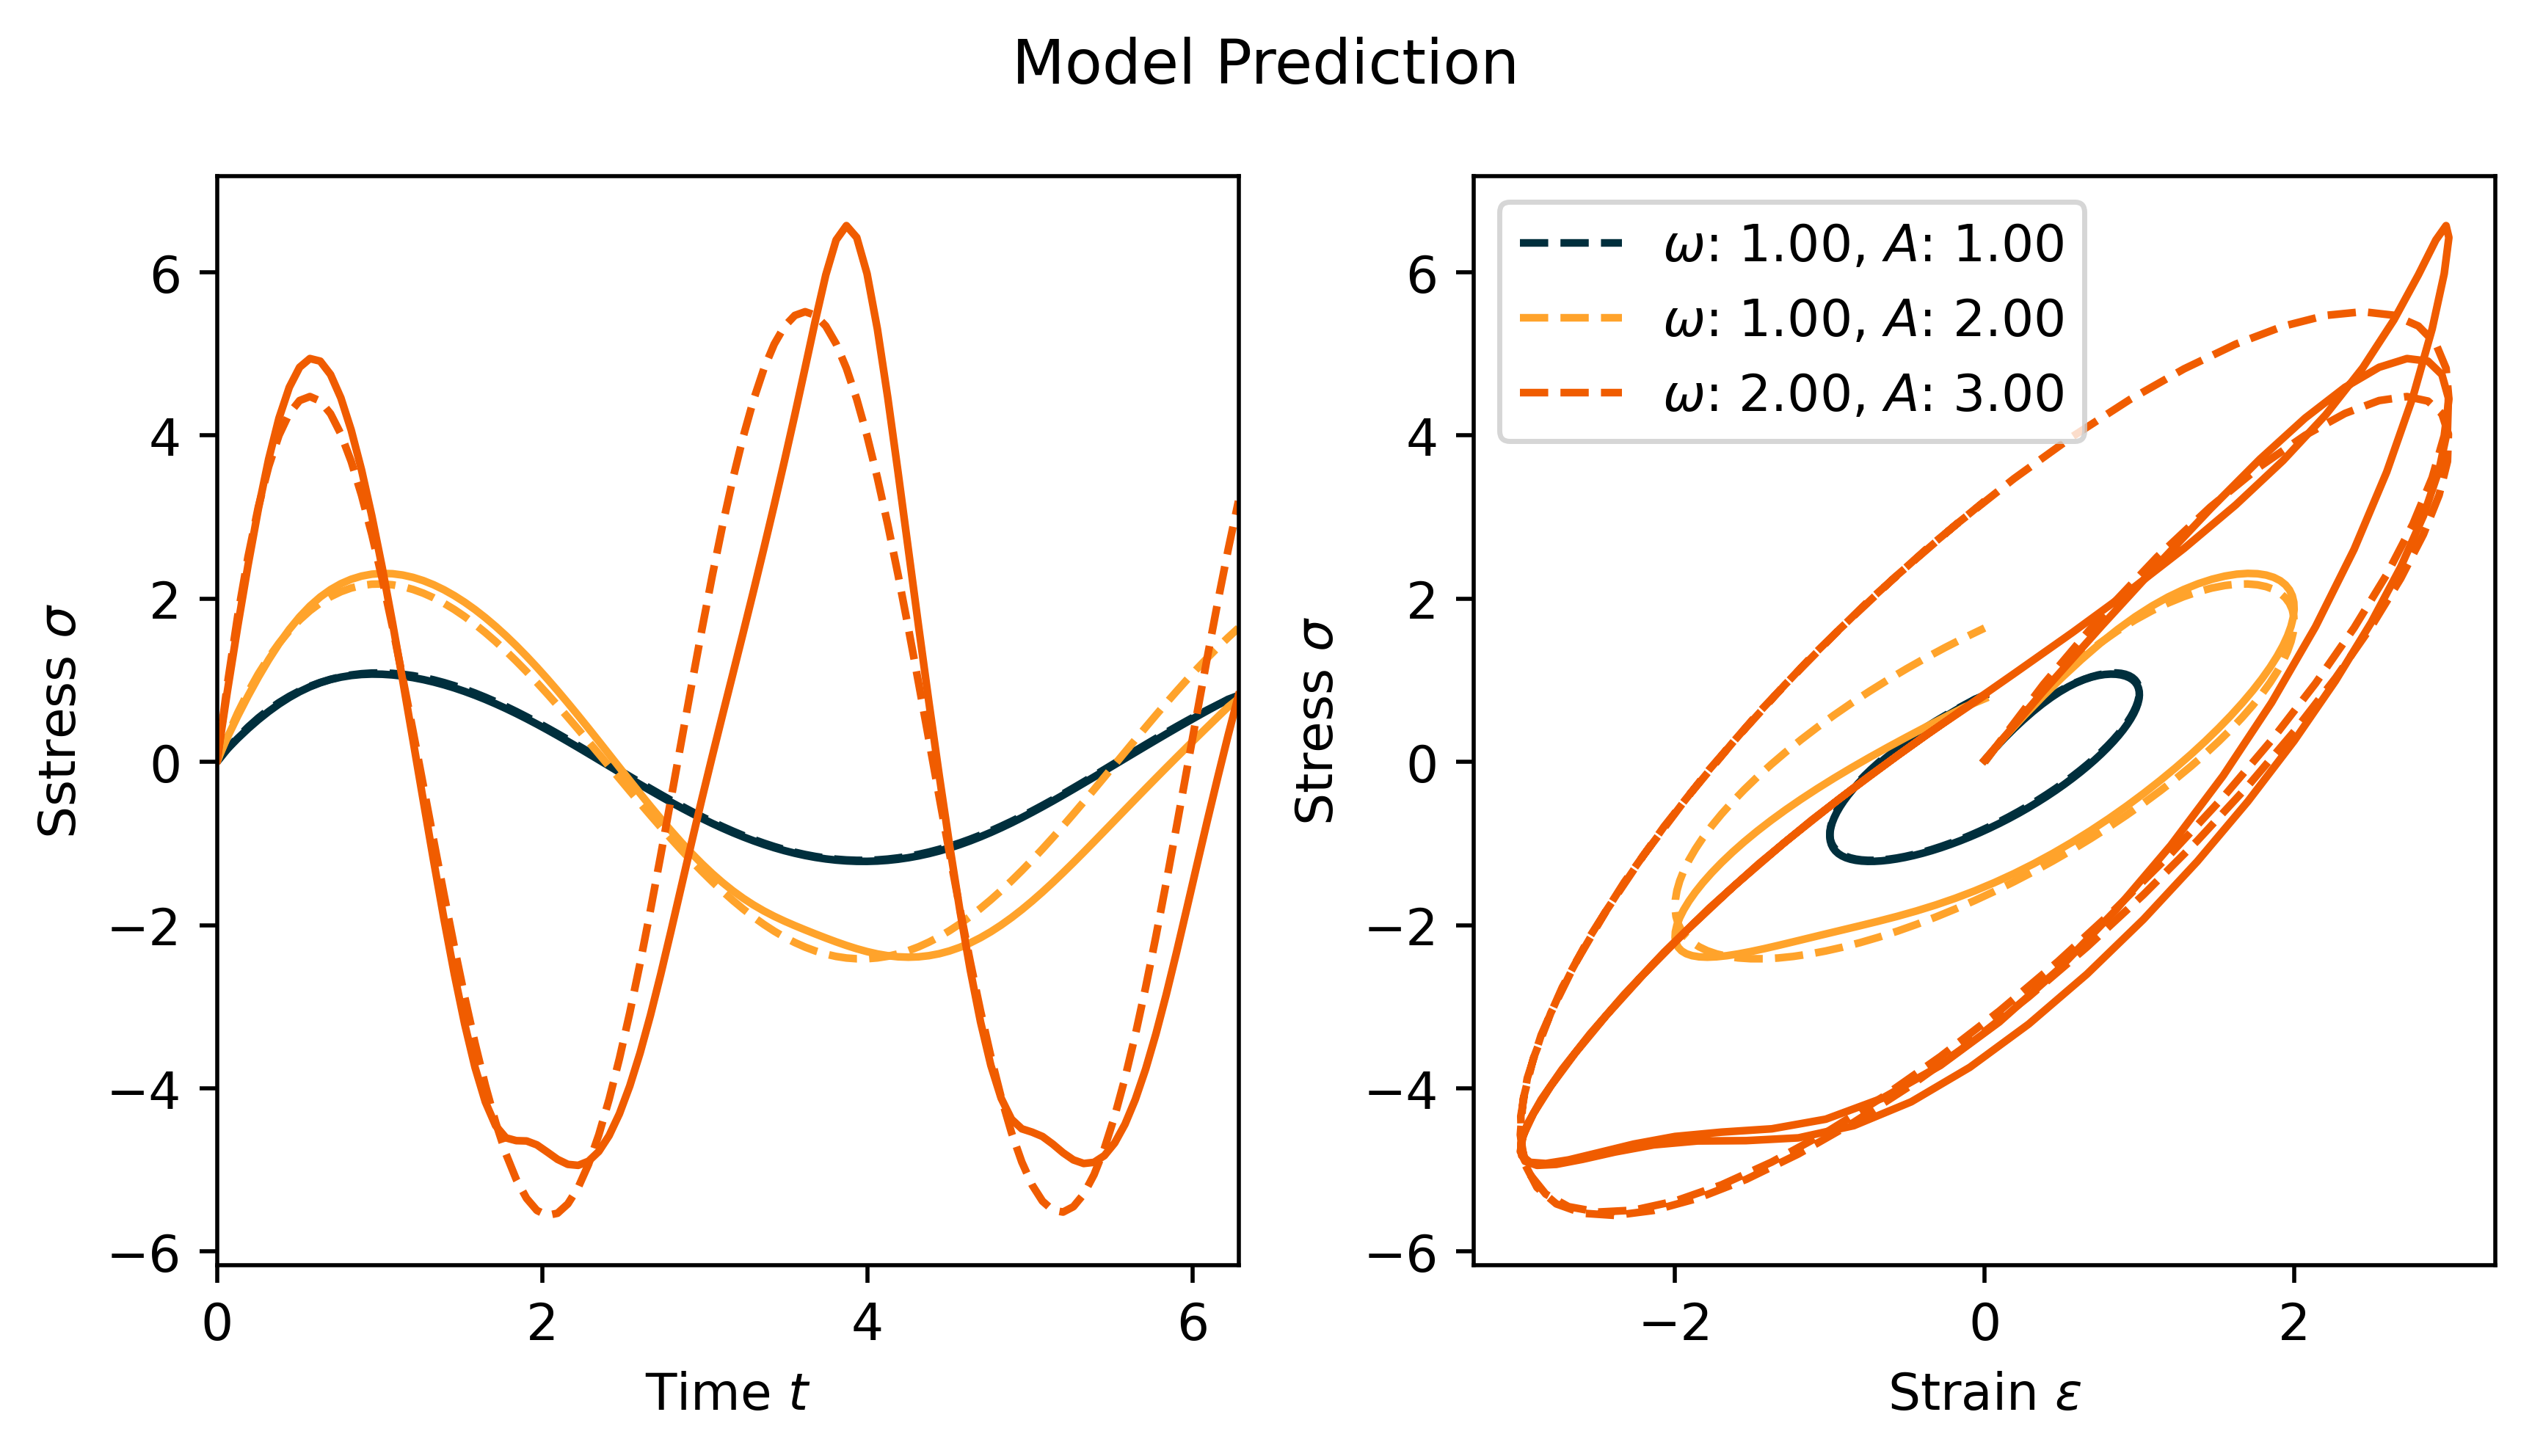 Model Prediction
Sstress σ
6
4
2
0
−2
−4
−6
0 2 4 6
Time t
Stress σ
6
4
2
0
−2
−4
−6
ω: 1.00, A: 1.00
ω: 1.00, A: 2.00
ω: 2.00, A: 3.00
−2 0 2
Strain ε